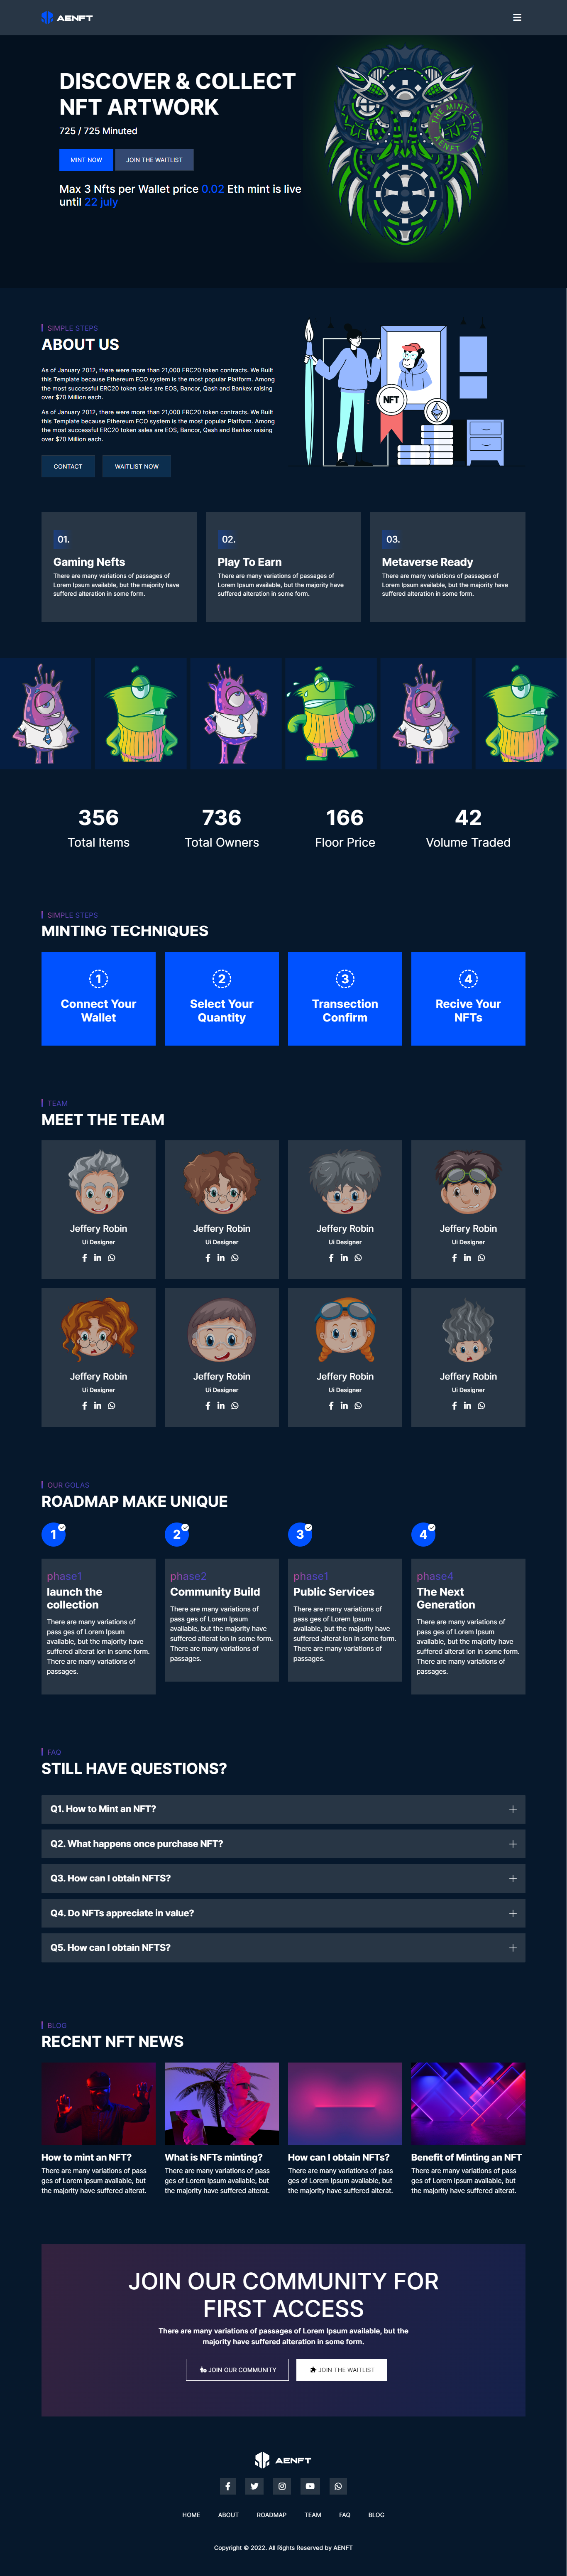 AENFT
DISCOVER & COLLECT
NFT ARTWORK
725 / 725 Minuted
MINT NOW
JOIN THE WAITLIST
Max 3 Nfts per Wallet price 0.02 Eth mint is live
until 22 july
THE MINT IS LIVE
AENFT
SIMPLE STEPS
ABOUT US
As of January 2012, there were more than 21,000 ERC20 token contracts. We Built
this Template because Ethereum ECO system is the most popular Platform. Among
the most successful ERC20 token sales are EOS, Bancor, Qash and Bankex raising
over $70 Million each.
As of January 2012, there were more than 21,000 ERC20 token contracts. We Built
this Template because Ethereum ECO system is the most popular Platform. Among
the most successful ERC20 token sales are EOS, Bancor, Qash and Bankex raising
over $70 Million each.
CONTACT
WAITLIST NOW
NFT
01.
Gaming Nefts
There are many variations of passages of
Lorem Ipsum available, but the majority have
suffered alteration in some form.
02.
Play To Earn
There are many variations of passages of
Lorem Ipsum available, but the majority have
suffered alteration in some form.
03.
Metaverse Ready
There are many variations of passages of
Lorem Ipsum available, but the majority have
suffered alteration in some form.
356
Total Items
736
Total Owners
166
Floor Price
42
Volume Traded
SIMPLE STEPS
MINTING TECHNIQUES
1
Connect Your
Wallet
2
Select Your
Quantity
3
Transection
Confirm
4
Recive Your
NFTs
TEAM
MEET THE TEAM
Jeffery Robin
Ui Designer
Jeffery Robin
Ui Designer
Jeffery Robin
Ui Designer
Jeffery Robin
Ui Designer
Jeffery Robin
Ui Designer
Jeffery Robin
Ui Designer
Jeffery Robin
Ui Designer
Jeffery Robin
Ui Designer
OUR GOLAS
ROADMAP MAKE UNIQUE
1
phase1
launch the
collection
There are many variations of
pass ges of Lorem Ipsum
available, but the majority have
suffered alterat ion in some form.
There are many variations of
passages.
2
phase2
Community Build
There are many variations of
pass ges of Lorem Ipsum
available, but the majority have
suffered alterat ion in some form.
There are many variations of
passages.
3
phase1
Public Services
There are many variations of
pass ges of Lorem Ipsum
available, but the majority have
suffered alterat ion in some form.
There are many variations of
passages.
4
phase4
The Next
Generation
There are many variations of
pass ges of Lorem Ipsum
available, but the majority have
suffered alterat ion in some form.
There are many variations of
passages.
FAQ
STILL HAVE QUESTIONS?
Q1. How to Mint an NFT?
Q2. What happens once purchase NFT?
Q3. How can I obtain NFTS?
Q4. Do NFTs appreciate in value?
Q5. How can I obtain NFTS?
BLOG
RECENT NFT NEWS
How to mint an NFT?
There are many variations of pass
ges of Lorem Ipsum available, but
the majority have suffered alterat.
What is NFTs minting?
There are many variations of pass
ges of Lorem Ipsum available, but
the majority have suffered alterat.
How can I obtain NFTs?
There are many variations of pass
ges of Lorem Ipsum available, but
the majority have suffered alterat.
Benefit of Minting an NFT
There are many variations of pass
ges of Lorem Ipsum available, but
the majority have suffered alterat.
JOIN OUR COMMUNITY FOR
FIRST ACCESS
There are many variations of passages of Lorem Ipsum available, but the
majority have suffered alteration in some form.
JOIN OUR COMMUNITY
JOIN THE WAITLIST
AENFT
HOME
ABOUT
ROADMAP
TEAM
FAQ
BLOG
Copyright © 2022. All Rights Reserved by AENFT